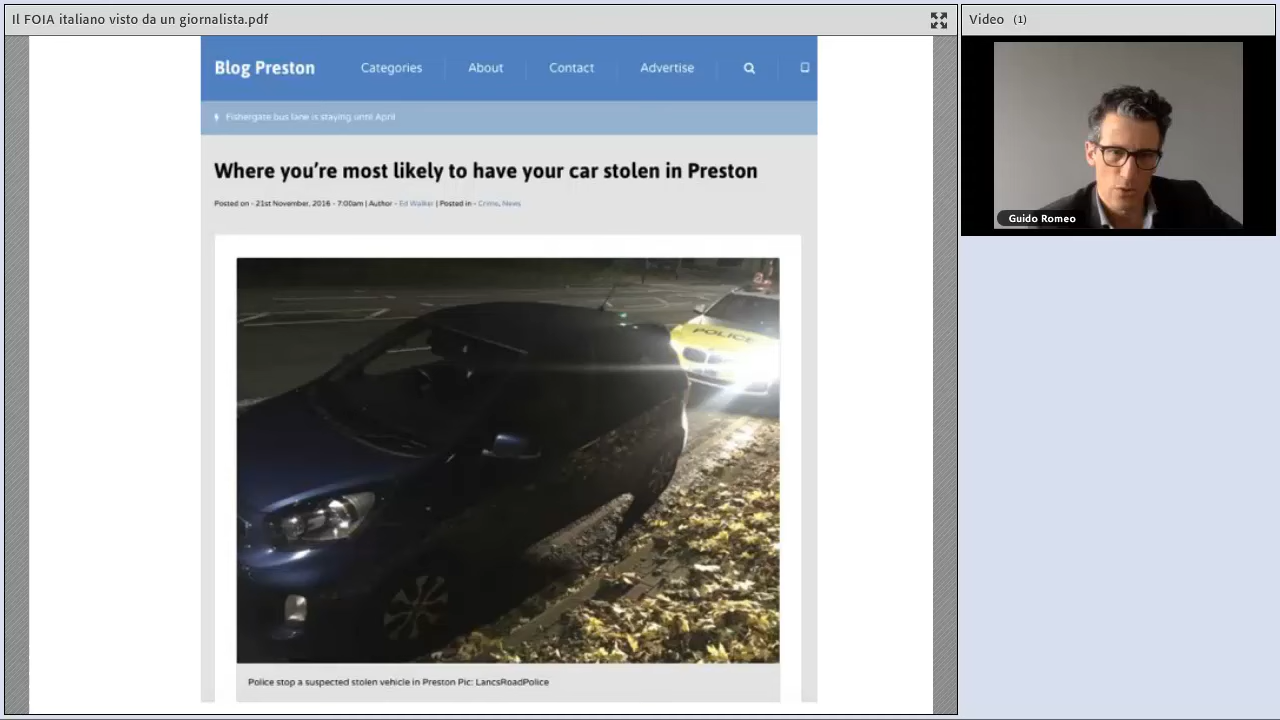 Il FOIA italiano visto da un giornalista.pdf
Video (1)
Blog Preston Categories About Contact Advertise
Fishergate bus lane is staying until April
Where you're most likely to have your car stolen in Preston
Posted on - 21st November, 2016 - 7:00am | Author - Ed Walker | Posted in - Crime, News
POLICE
Police stop a suspected stolen vehicle in Preston Pic: LancsRoadPolice
Guido Romeo